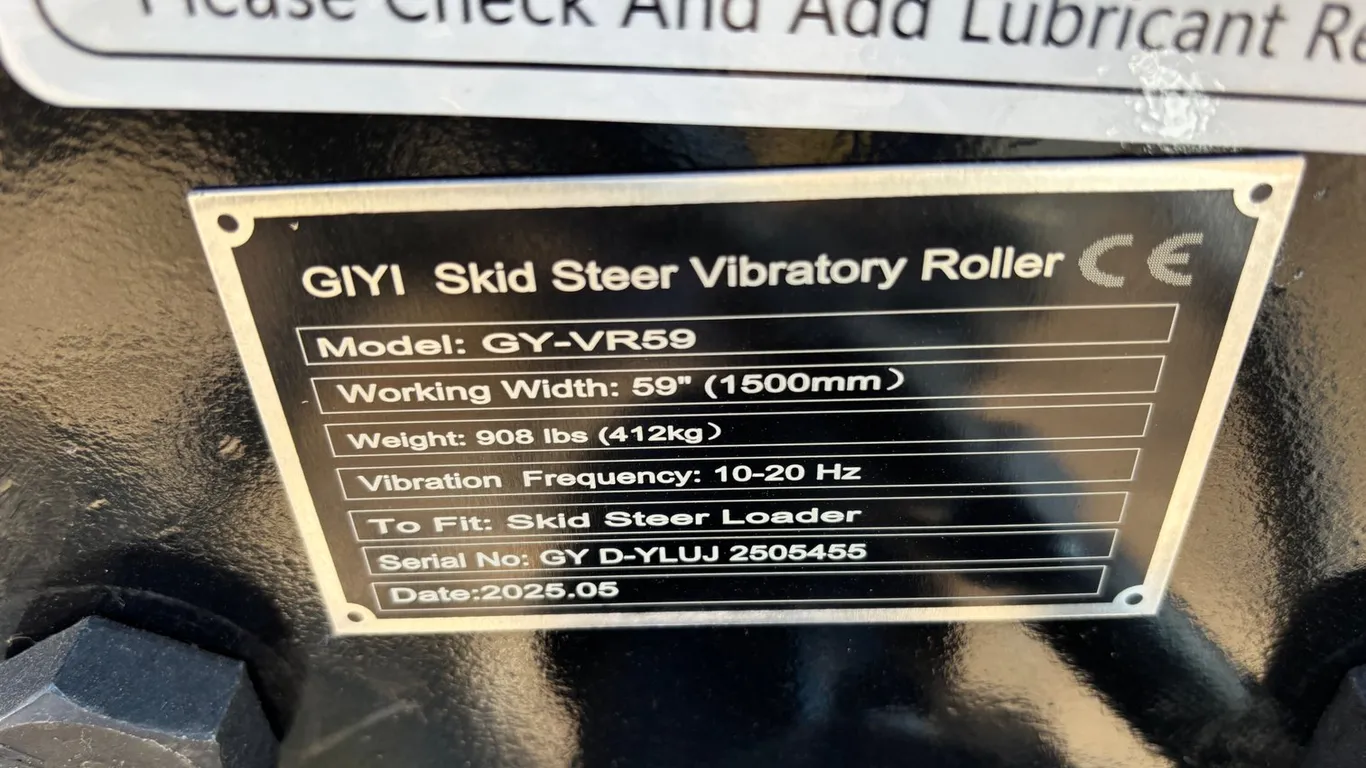 Please Check And Add Lubricant Re
GIYI Skid Steer Vibratory Roller CE
Model: GY-VR59
Working Width: 59" (1500mm）
Weight: 908 lbs (412kg）
Vibration Frequency: 10-20 Hz
To Fit: Skid Steer Loader
Serial No: GY D-YLUJ 2505455
Date:2025.05